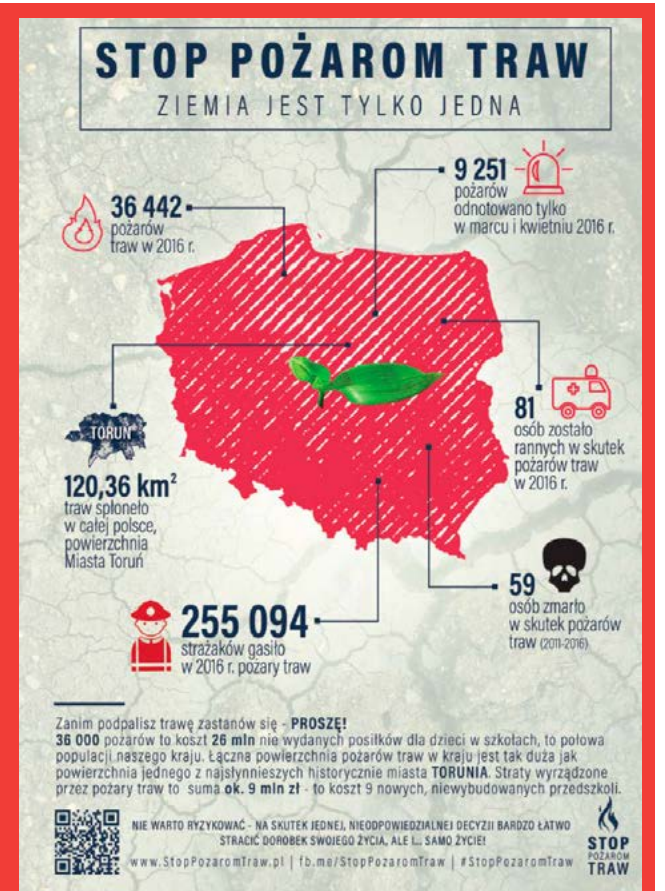 STOP POŻAROM TRAW
ZIEMIA JEST TYLKO JEDNA
36 442
pożarów
traw w 2016 r.
9 251
pożarów
odnotowano tylko
w marcu i kwietniu 2016 r.
TORUŃ
120,36 km²
traw spłoneło
w całej polsce,
powierzchnia
Miasta Toruń
81
osób zostało
rannych w skutek
pożarów traw
w 2016 r.
59
osób zmarło
w skutek pożarów
traw (2011-2016)
255 094
strażaków gasiło
w 2016 r. pożary traw
Zanim podpalisz trawę zastanów się - PROSZĘ!
36 000 pożarów to koszt 26 mln nie wydanych posiłków dla dzieci w szkołach, to połowa
populacji naszego kraju. Łączna powierzchnia pożarów traw w kraju jest tak duża jak
powierzchnia jednego z najsłynnieszych historycznie miasta TORUNIA. Straty wyrządzone
przez pożary traw to suma ok. 9 mln zł - to koszt 9 nowych, niewybudowanych przedszkoli.
NIE WARTO RYZYKOWAĆ - NA SKUTEK JEDNEJ, NIEODPOWIEDZIALNEJ DECYZJI BARDZO ŁATWO
STRACIĆ DOROBEK SWOJEGO ŻYCIA, ALE I... SAMO ŻYCIE!
www.StopPozaromTraw.pl | fb.me/StopPozaromTraw | #StopPozaromTraw
STOP
POŻAROM
TRAW